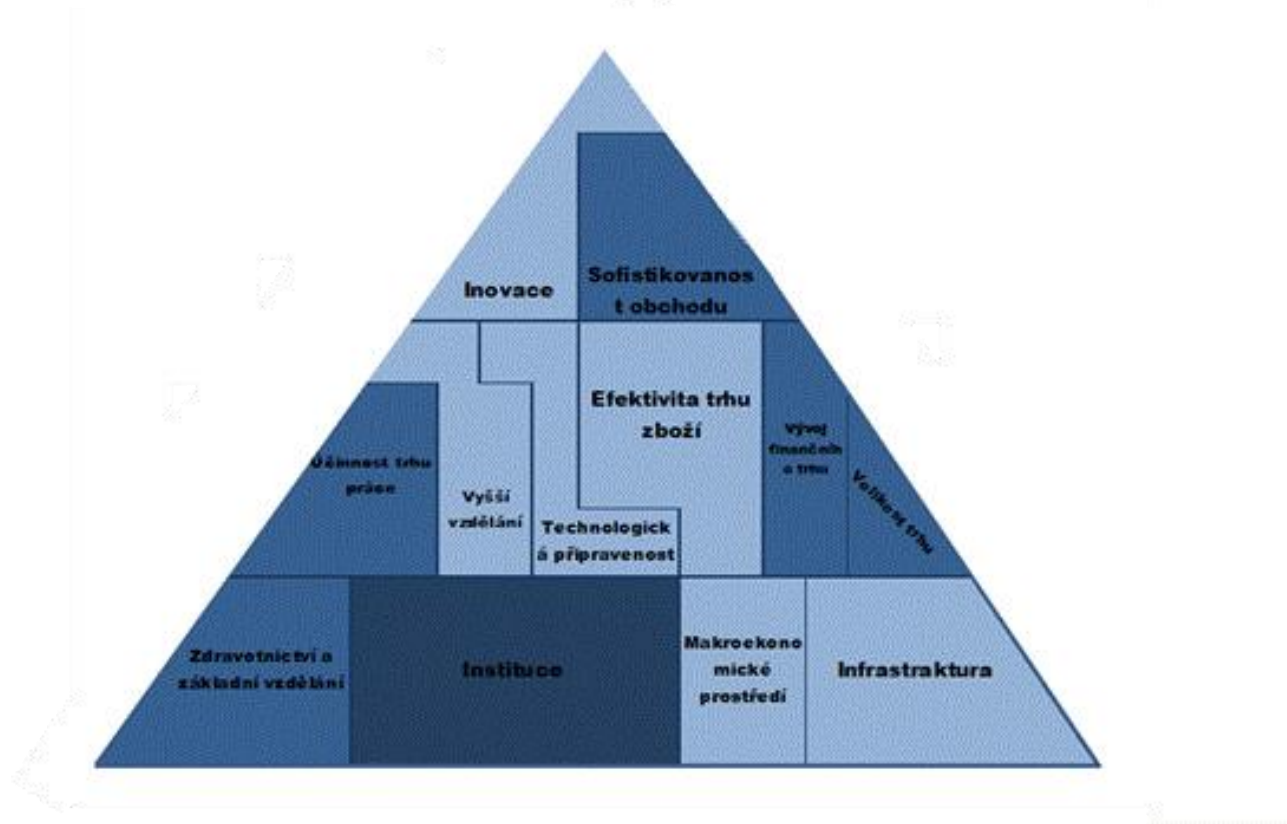 Inovace
Sofistikovanos
t obchodu
Efektivita trhu
zboží
Vývoj
finančníh
o trhu
Velikost trhu
Účinnost trhu
práce
Vyšší
vzdělání
Technologick
á připravenost
Zdravotnictví a
základní vzdělání
Instituce
Makroekono
mické
prostředí
Infrastraktura